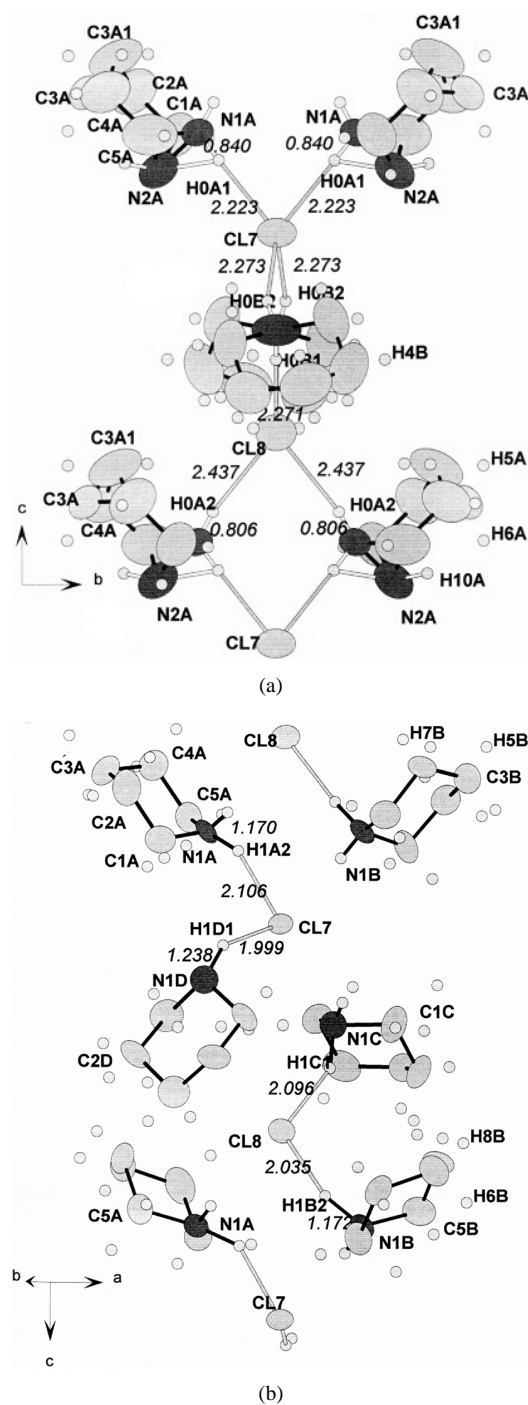 C3A1
C2A
C3A
C1A
C4A
N1A
C5A
0.840
N2A
H0A1
2.223
C3A1
C3A
N1A
0.840
H0A1
N2A
2.223
CL7
2.273
2.273
H0B2
H0B2
H0B1
H4B
2.271
CL8
C3A1
2.437
2.437
H5A
C3A
H0A2
H0A2
C4A
0.806
0.806
H6A
H10A
N2A
N2A
CL7
c
b
(a)
CL8
H7B
H5B
C4A
C3A
C3B
C5A
C2A
1.170
N1A
H1A2
C1A
N1B
2.106
CL7
H1D1
1.999
1.238
N1D
C1C
N1C
C2D
H1C1
2.096
CL8
H8B
2.035
H1B2
H6B
C5A
N1A
1.172
C5B
N1B
CL7
b
a
c
(b)